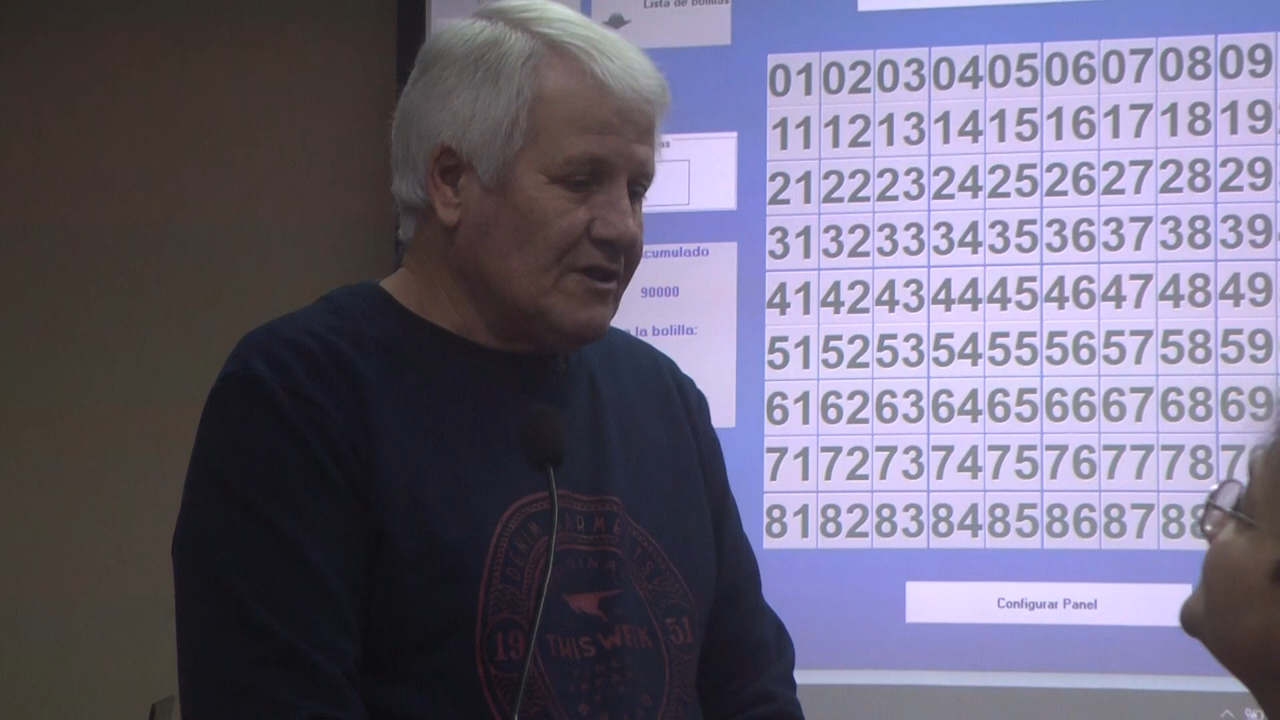 Lista de bolillas
01 02 03 04 05 06 07 08 09
11 12 13 14 15 16 17 18 19
21 22 23 24 25 26 27 28 29
31 32 33 34 35 36 37 38 39
cumulado
41 42 43 44 45 46 47 48 49
90000
la bolilla:
51 52 53 54 55 56 57 58 59
61 62 63 64 65 66 67 68 69
71 72 73 74 75 76 77 78
81 82 83 84 85 86 87
Configurar Panel
DENIM
19 THIS WEEK 51